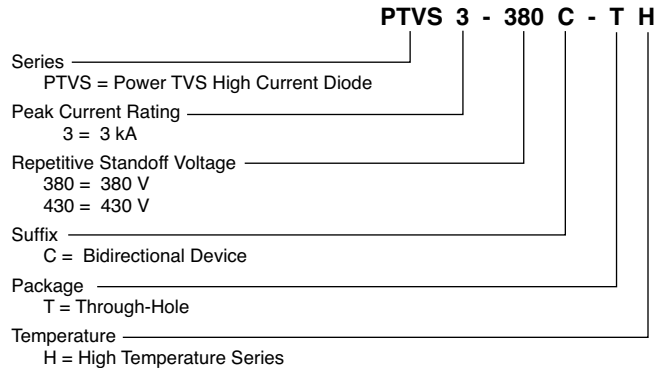 PTVS 3 - 380 C - T H
Series
PTVS = Power TVS High Current Diode
Peak Current Rating
3 = 3 kA
Repetitive Standoff Voltage
380 = 380 V
430 = 430 V
Suffix
C = Bidirectional Device
Package
T = Through-Hole
Temperature
H = High Temperature Series